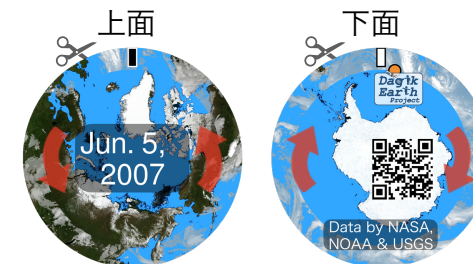 上面
下面
Jun. 5,
2007
Dagik
Earth
Project
Data by NASA,
NOAA & USGS